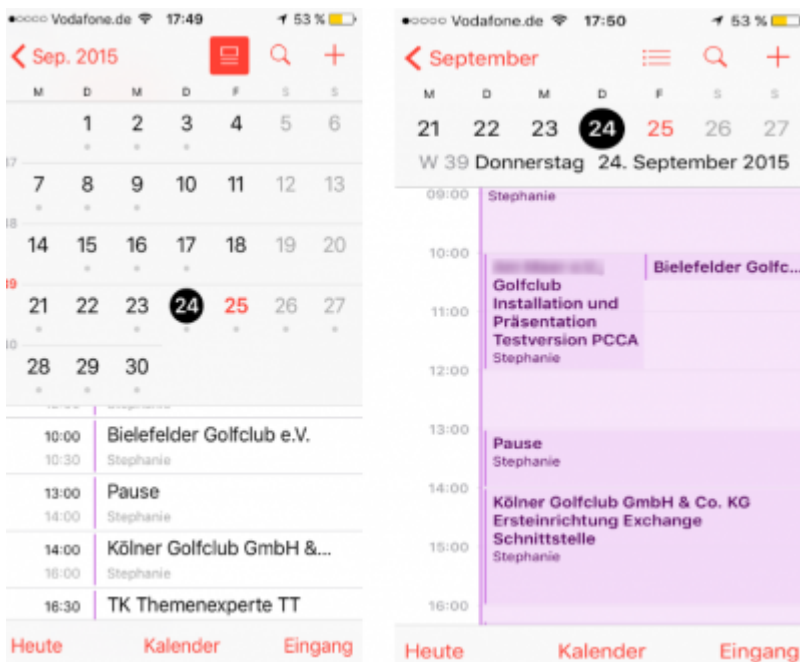 Vodafone.de 17:49 53 %
Sep. 2015
M D M D F S S
1 2 3 4 5 6
7 8 9 10 11 12 13
14 15 16 17 18 19 20
21 22 23 24 25 26 27
28 29 30
10:00 Bielefelder Golfclub e.V.
10:30 Stephanie
13:00 Pause
14:00 Stephanie
14:00 Kölner Golfclub GmbH &...
16:00 Stephanie
16:30 TK Themenexperte TT
Heute Kalender Eingang
Vodafone.de 17:50 53 %
September
M D M D F S S
21 22 23 24 25 26 27
W 39 Donnerstag 24. September 2015
09:00 Stephanie
10:00
Bielefelder Golfc...
Golfclub
Installation und
11:00
Präsentation
Testversion PCCA
Stephanie
12:00
13:00
Pause
Stephanie
14:00
Kölner Golfclub GmbH & Co. KG
Ersteinrichtung Exchange
Schnittstelle
15:00
Stephanie
16:00
Heute Kalender Eingang